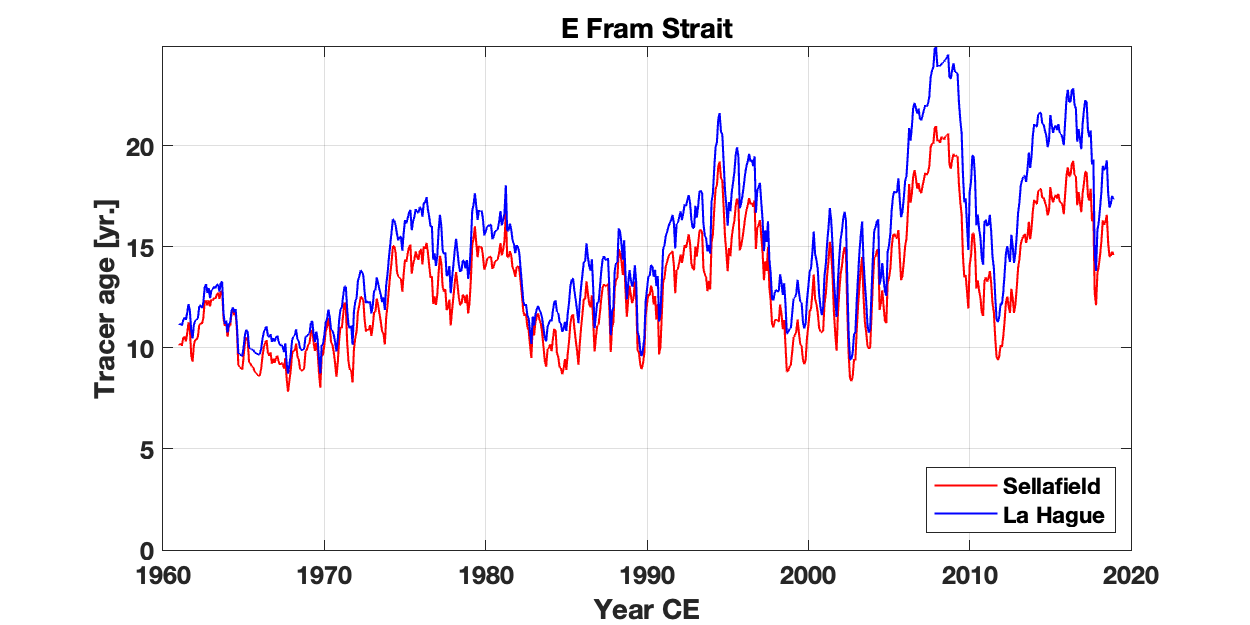 E Fram Strait
Tracer age [yr.]
20
15
10
5
0
1960 1970 1980 1990 2000 2010 2020
Year CE
Sellafield
La Hague